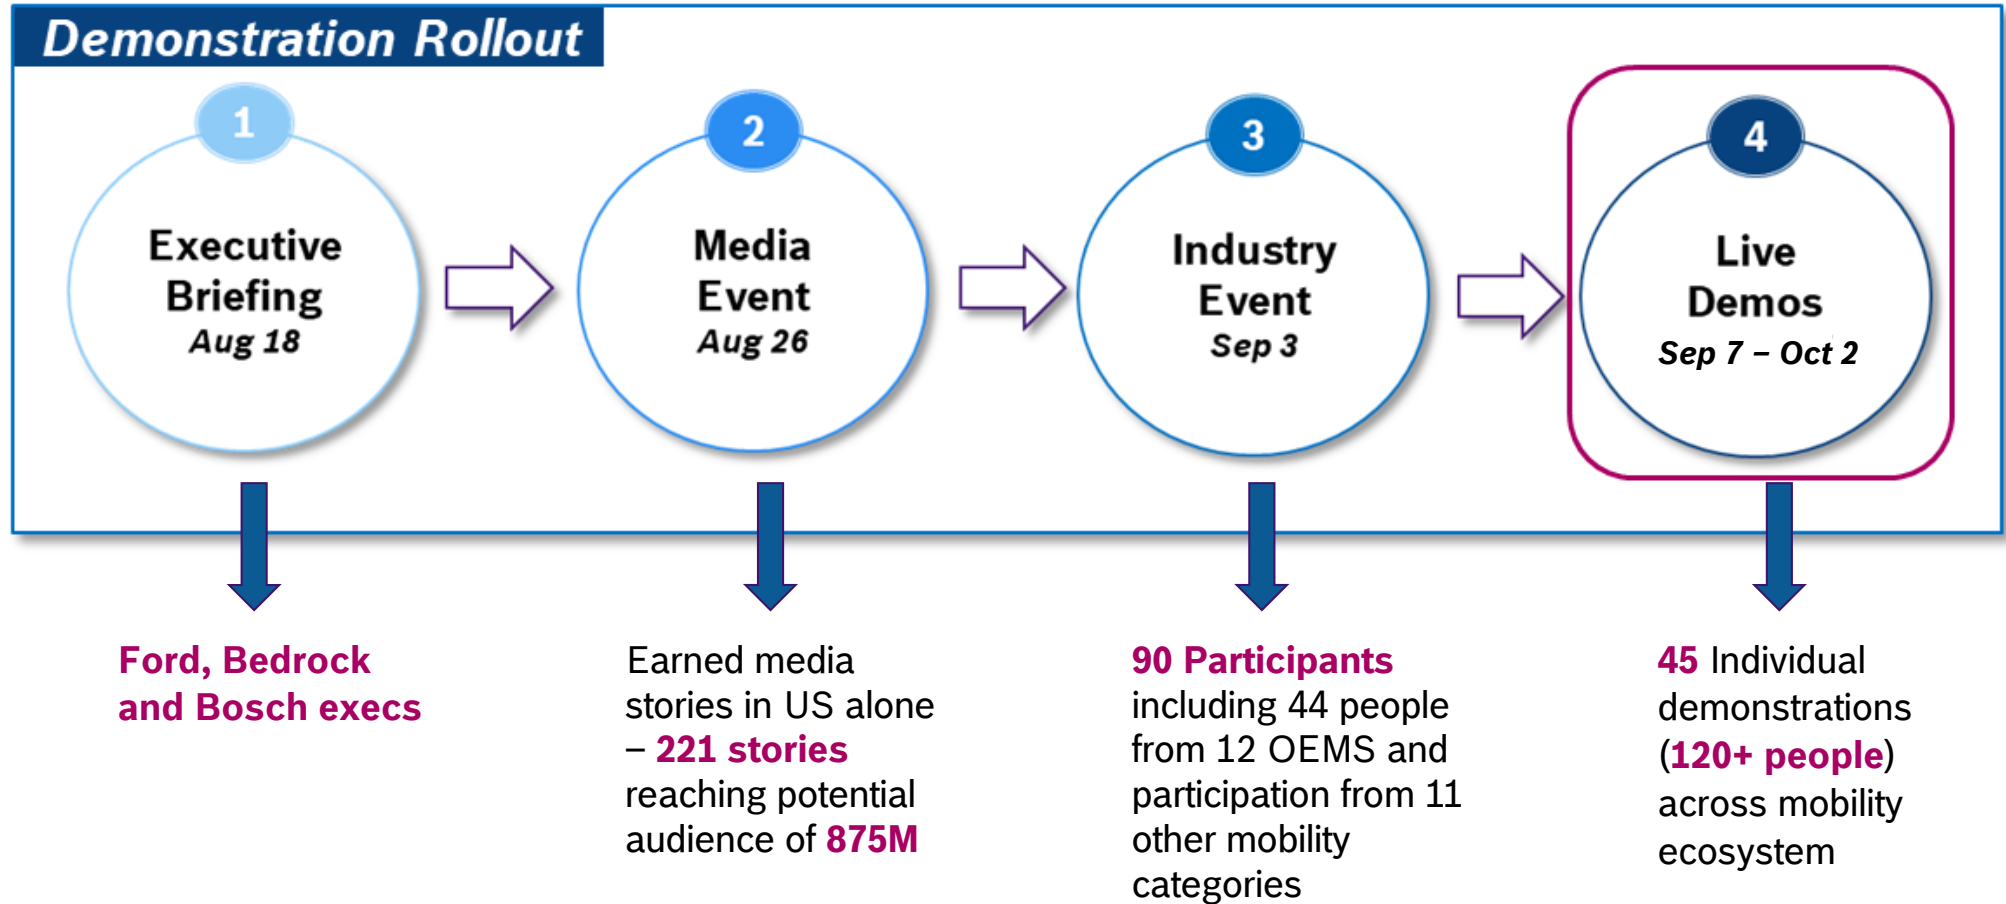 Demonstration Rollout
1
Executive
Briefing
Aug 18
2
Media
Event
Aug 26
3
Industry
Event
Sep 3
4
Live
Demos
Sep 7 – Oct 2
Ford, Bedrock
and Bosch execs
Earned media
stories in US alone
– 221 stories
reaching potential
audience of 875M
90 Participants
including 44 people
from 12 OEMS and
participation from 11
other mobility
categories
45 Individual
demonstrations
(120+ people)
across mobility
ecosystem